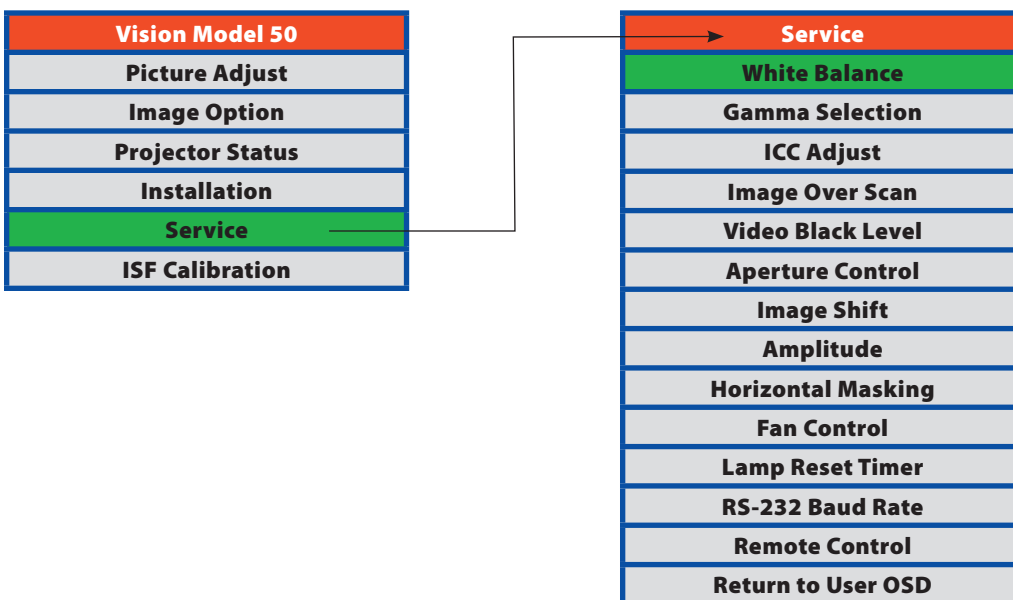 Vision Model 50
Picture Adjust
Image Option
Projector Status
Installation
Service
ISF Calibration
Service
White Balance
Gamma Selection
ICC Adjust
Image Over Scan
Video Black Level
Aperture Control
Image Shift
Amplitude
Horizontal Masking
Fan Control
Lamp Reset Timer
RS-232 Baud Rate
Remote Control
Return to User OSD